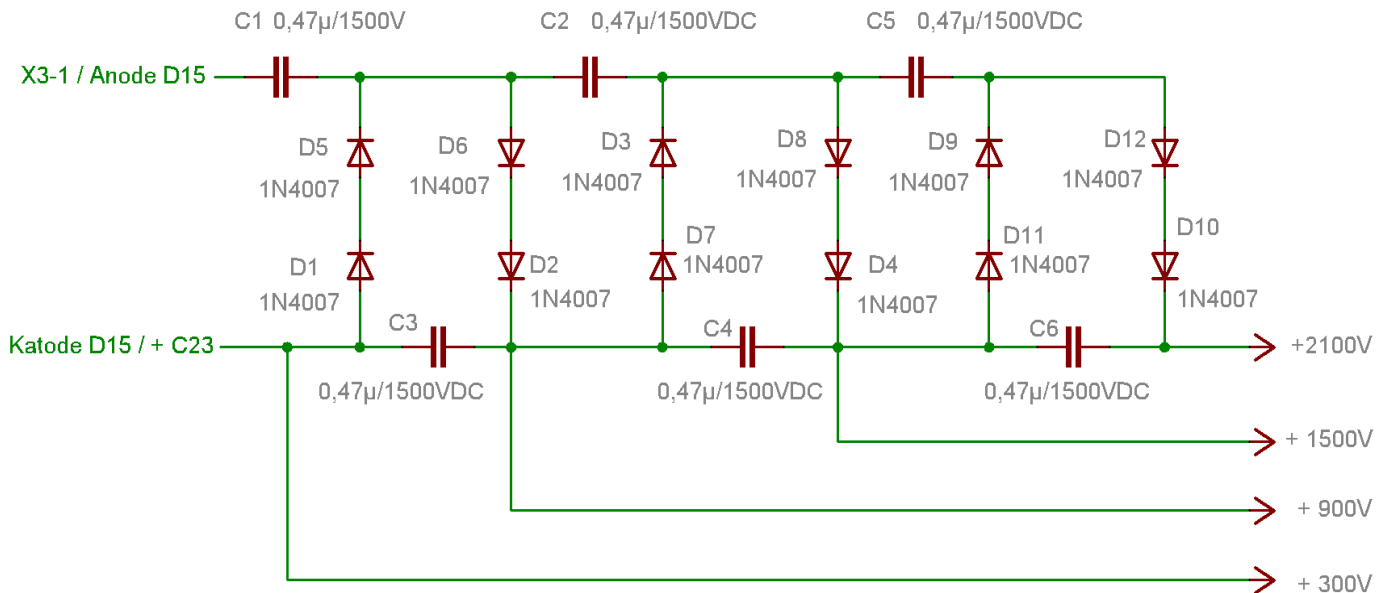 C1 0,47µ/1500V
C2 0,47µ/1500VDC
C5 0,47µ/1500VDC
X3-1 / Anode D15
D5
1N4007
D6
1N4007
D3
1N4007
D8
1N4007
D9
1N4007
D12
1N4007
D1
1N4007
D2
1N4007
D7
1N4007
D4
1N4007
D11
1N4007
D10
1N4007
Katode D15 / + C23
C3
0,47µ/1500VDC
C4
0,47µ/1500VDC
C6
0,47µ/1500VDC
+2100V
+ 1500V
+ 900V
+ 300V